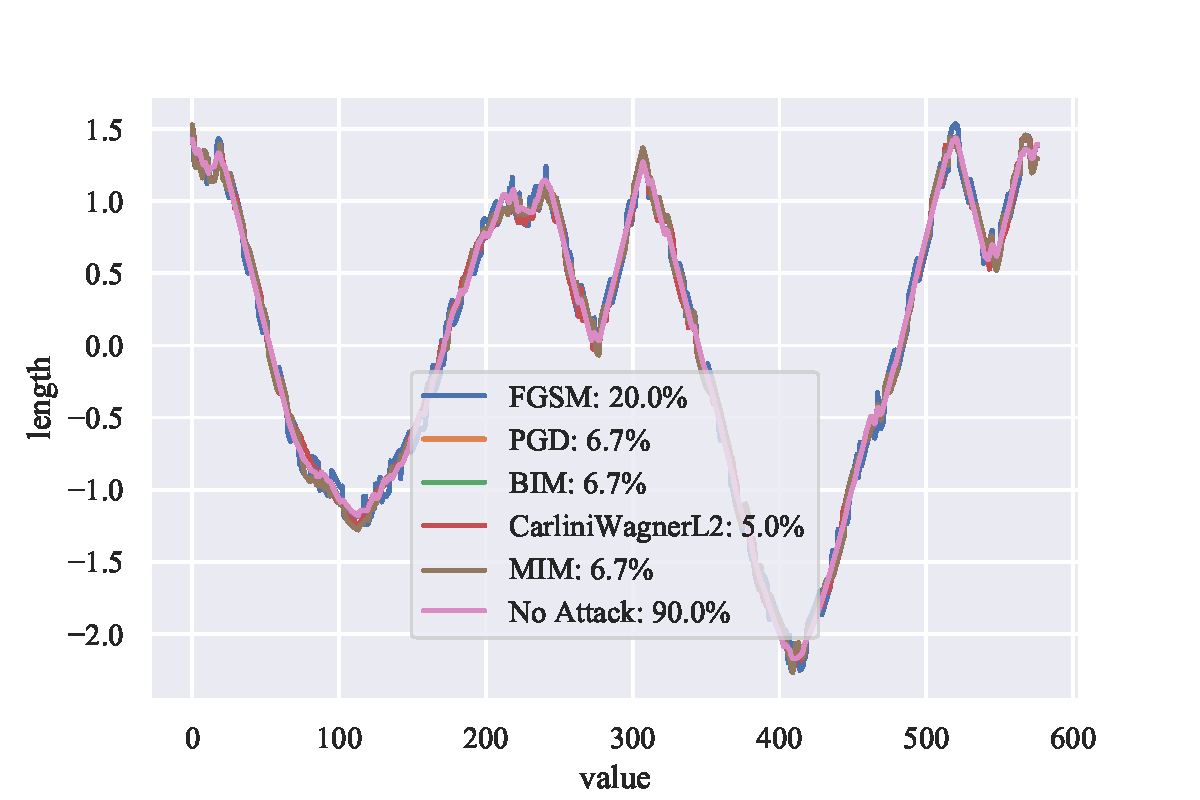 1.5
1.0
0.5
0.0
−0.5
−1.0
−1.5
−2.0
length
FGSM: 20.0%
PGD: 6.7%
BIM: 6.7%
CarliniWagnerL2: 5.0%
MIM: 6.7%
No Attack: 90.0%
0 100 200 300 400 500 600
value